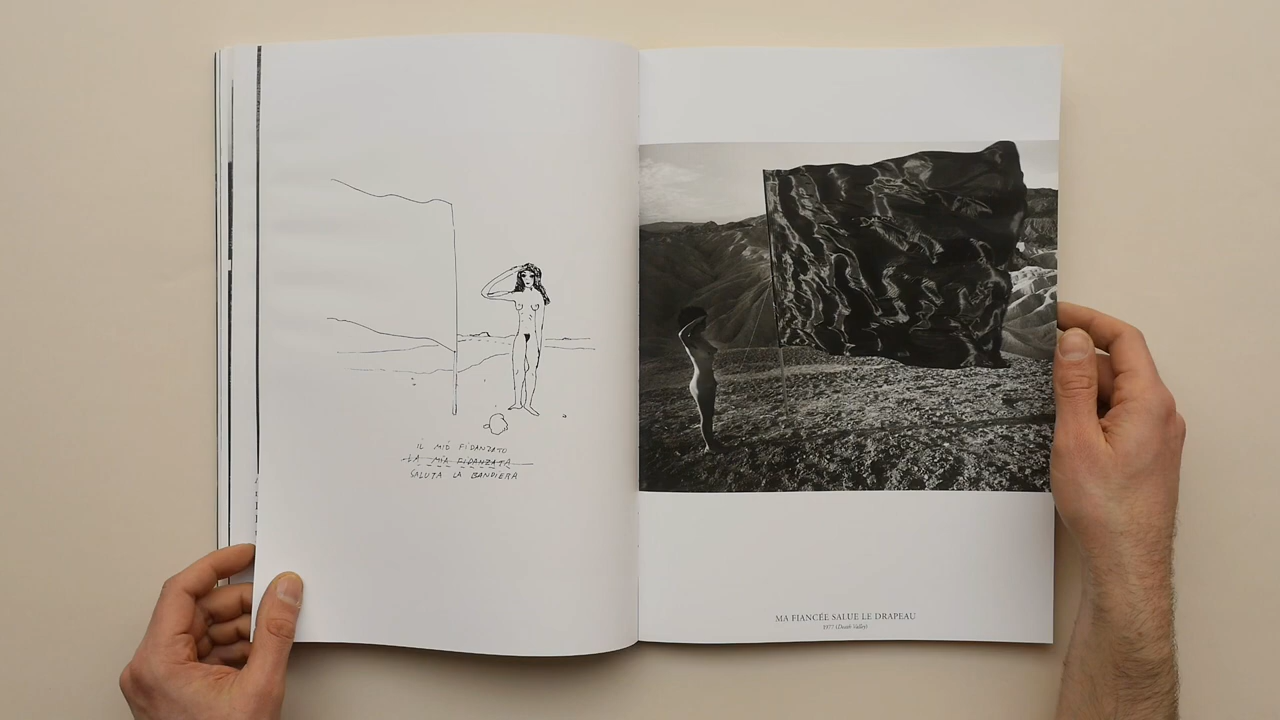 IL MIO FIDANZATO
LA MIA FIDANZATA
SALUTA LA BANDIERA
MA FIANCÉE SALUE LE DRAPEAU
1977 (Death Valley)